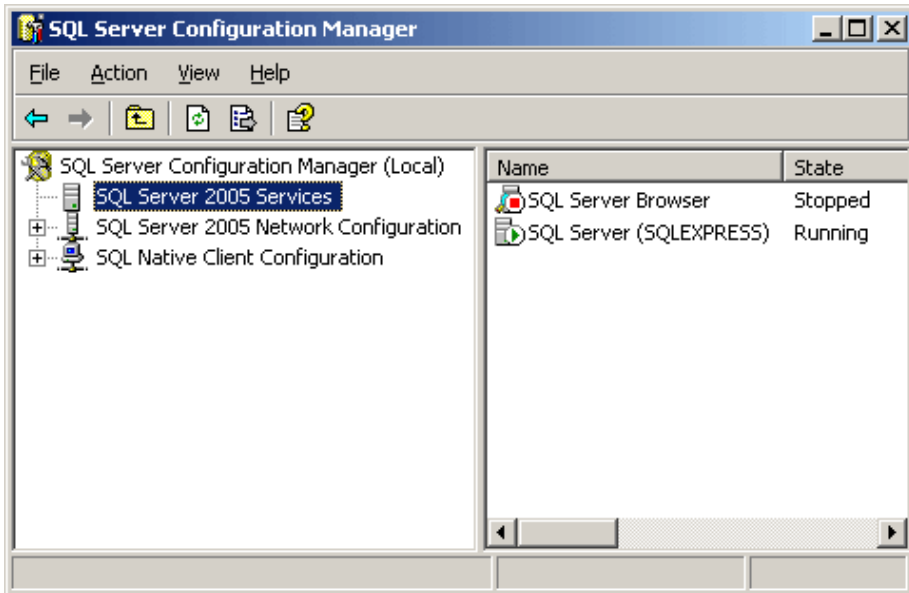 SQL Server Configuration Manager
File Action View Help
SQL Server Configuration Manager (Local)
SQL Server 2005 Services
SQL Server 2005 Network Configuration
SQL Native Client Configuration
Name State
SQL Server Browser Stopped
SQL Server (SQLEXPRESS) Running